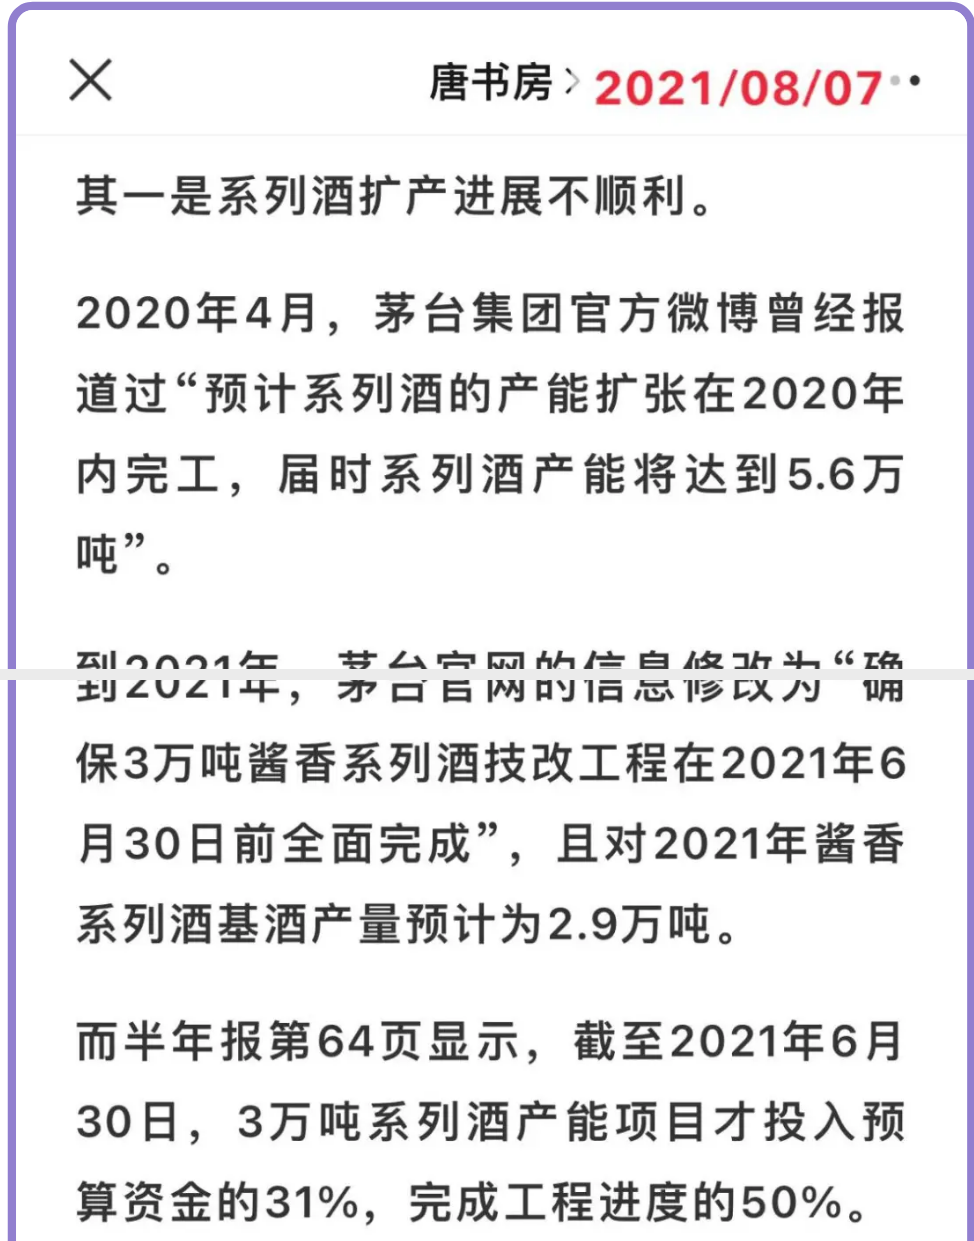 唐书房 2021/08/07
其一是系列酒扩产进展不顺利。
2020年4月，茅台集团官方微博曾经报
道过“预计系列酒的产能扩张在2020年
内完工，届时系列酒产能将达到5.6万
吨”。
到2021年，茅台官网的信息修改为“确
保3万吨酱香系列酒技改工程在2021年6
月30日前全面完成”，且对2021年酱香
系列酒基酒产量预计为2.9万吨。
而半年报第64页显示，截至2021年6月
30日，3万吨系列酒产能项目才投入预
算资金的31%，完成工程进度的50%。